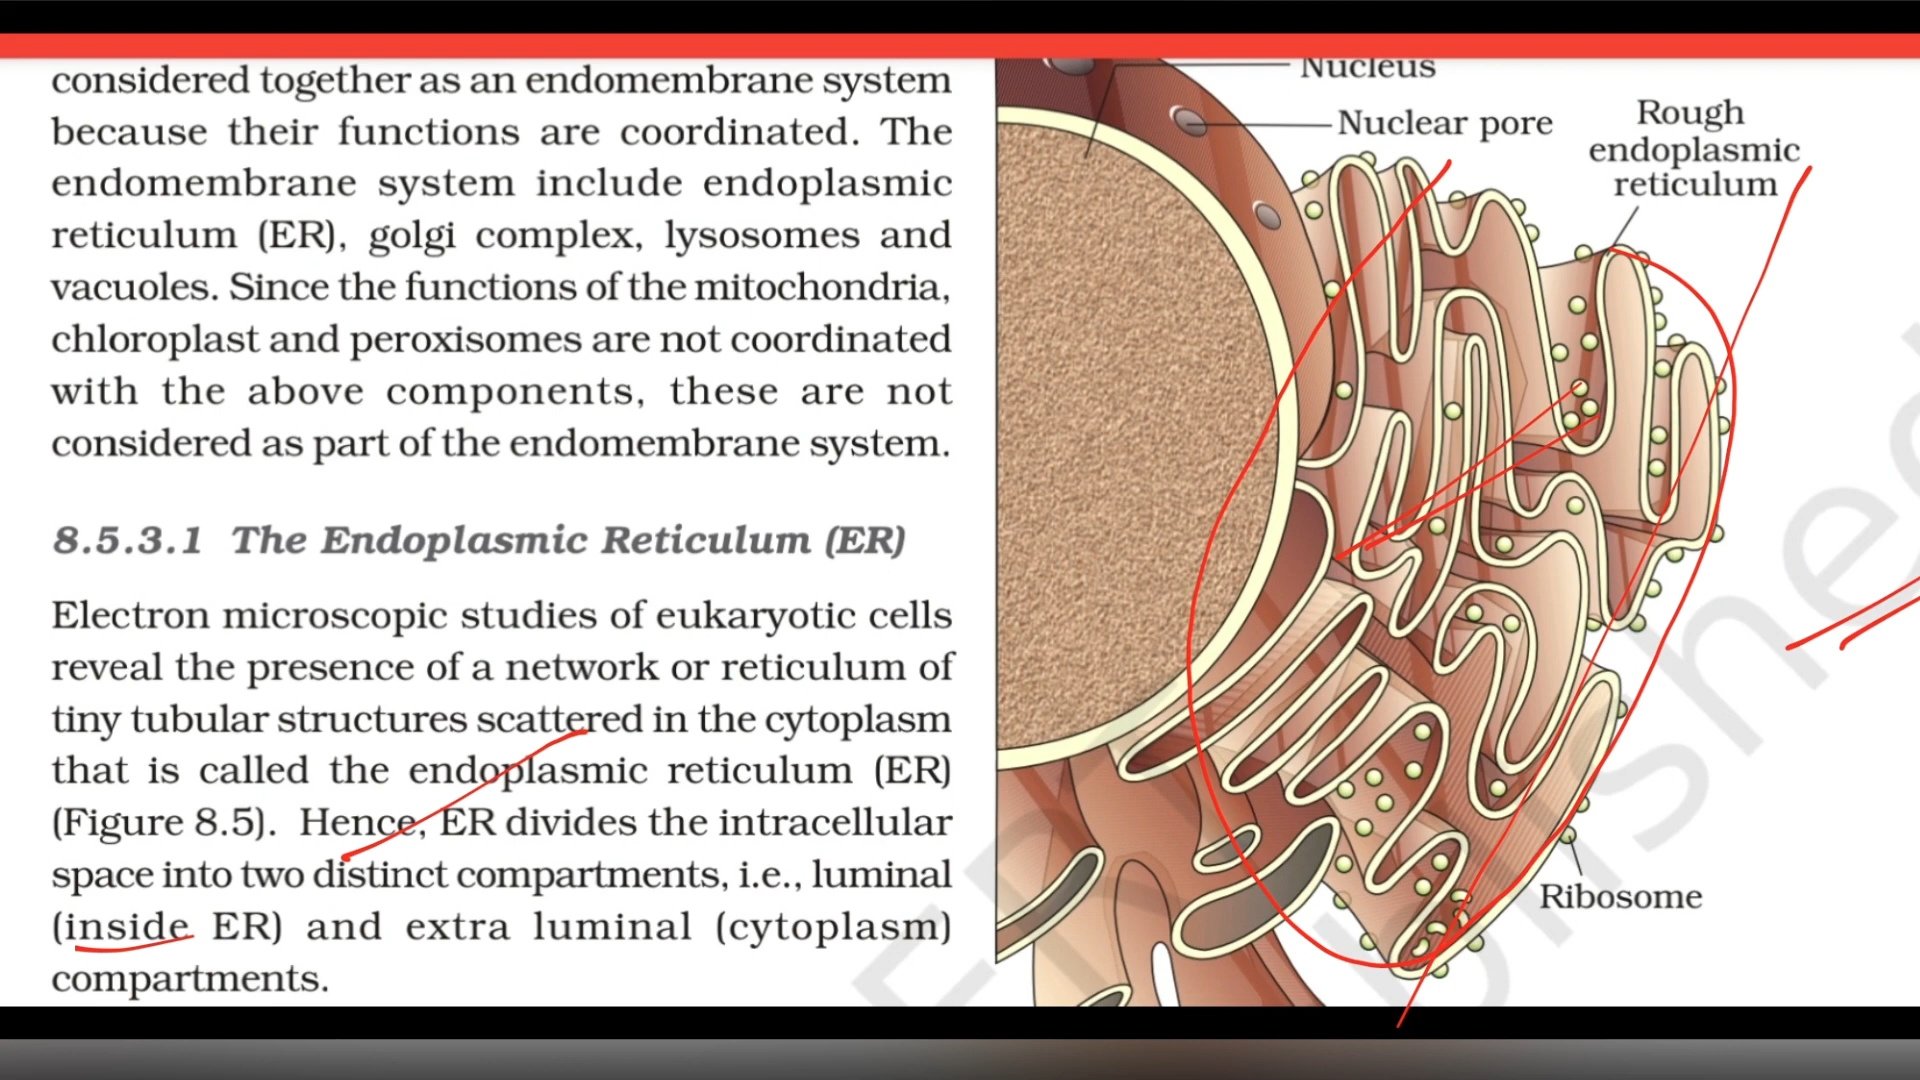 considered together as an endomembrane system
because their functions are coordinated. The
endomembrane system include endoplasmic
reticulum (ER), golgi complex, lysosomes and
vacuoles. Since the functions of the mitochondria,
chloroplast and peroxisomes are not coordinated
with the above components, these are not
considered as part of the endomembrane system.
8.5.3.1 The Endoplasmic Reticulum (ER)
Electron microscopic studies of eukaryotic cells
reveal the presence of a network or reticulum of
tiny tubular structures scattered in the cytoplasm
that is called the endoplasmic reticulum (ER)
(Figure 8.5). Hence, ER divides the intracellular
space into two distinct compartments, i.e., luminal
(inside ER) and extra luminal (cytoplasm)
compartments.
Nucleus
Nuclear pore
Rough
endoplasmic
reticulum
Ribosome